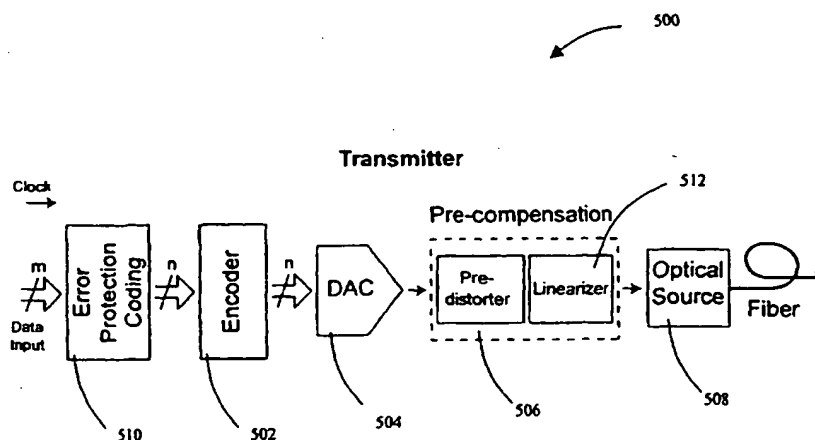 500
Transmitter
Clock
512
Pre-compensation
m
Data
Input
Error
Protection
Coding
n
Encoder
n
DAC
Pre-
distorter
Linearizer
Optical
Source
Fiber
510
502
504
506
508